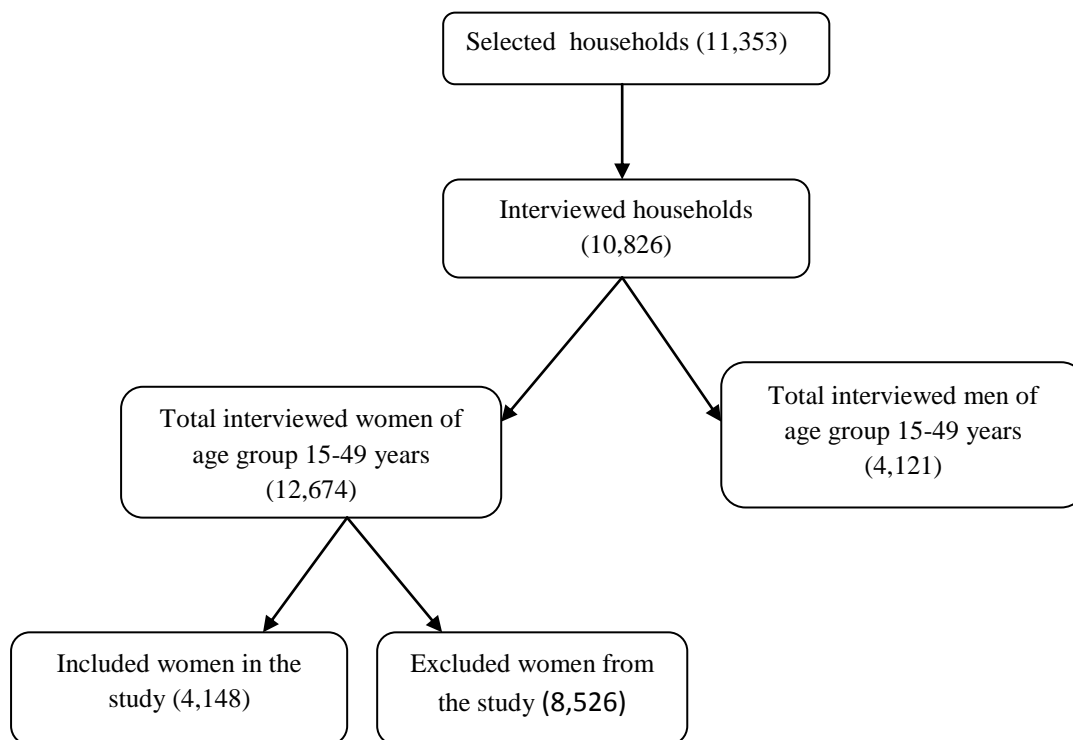 Selected households (11,353)
Interviewed households
(10,826)
Total interviewed women of
age group 15-49 years
(12,674)
Total interviewed men of
age group 15-49 years
(4,121)
Included women in the
study (4,148)
Excluded women from
the study (8,526)